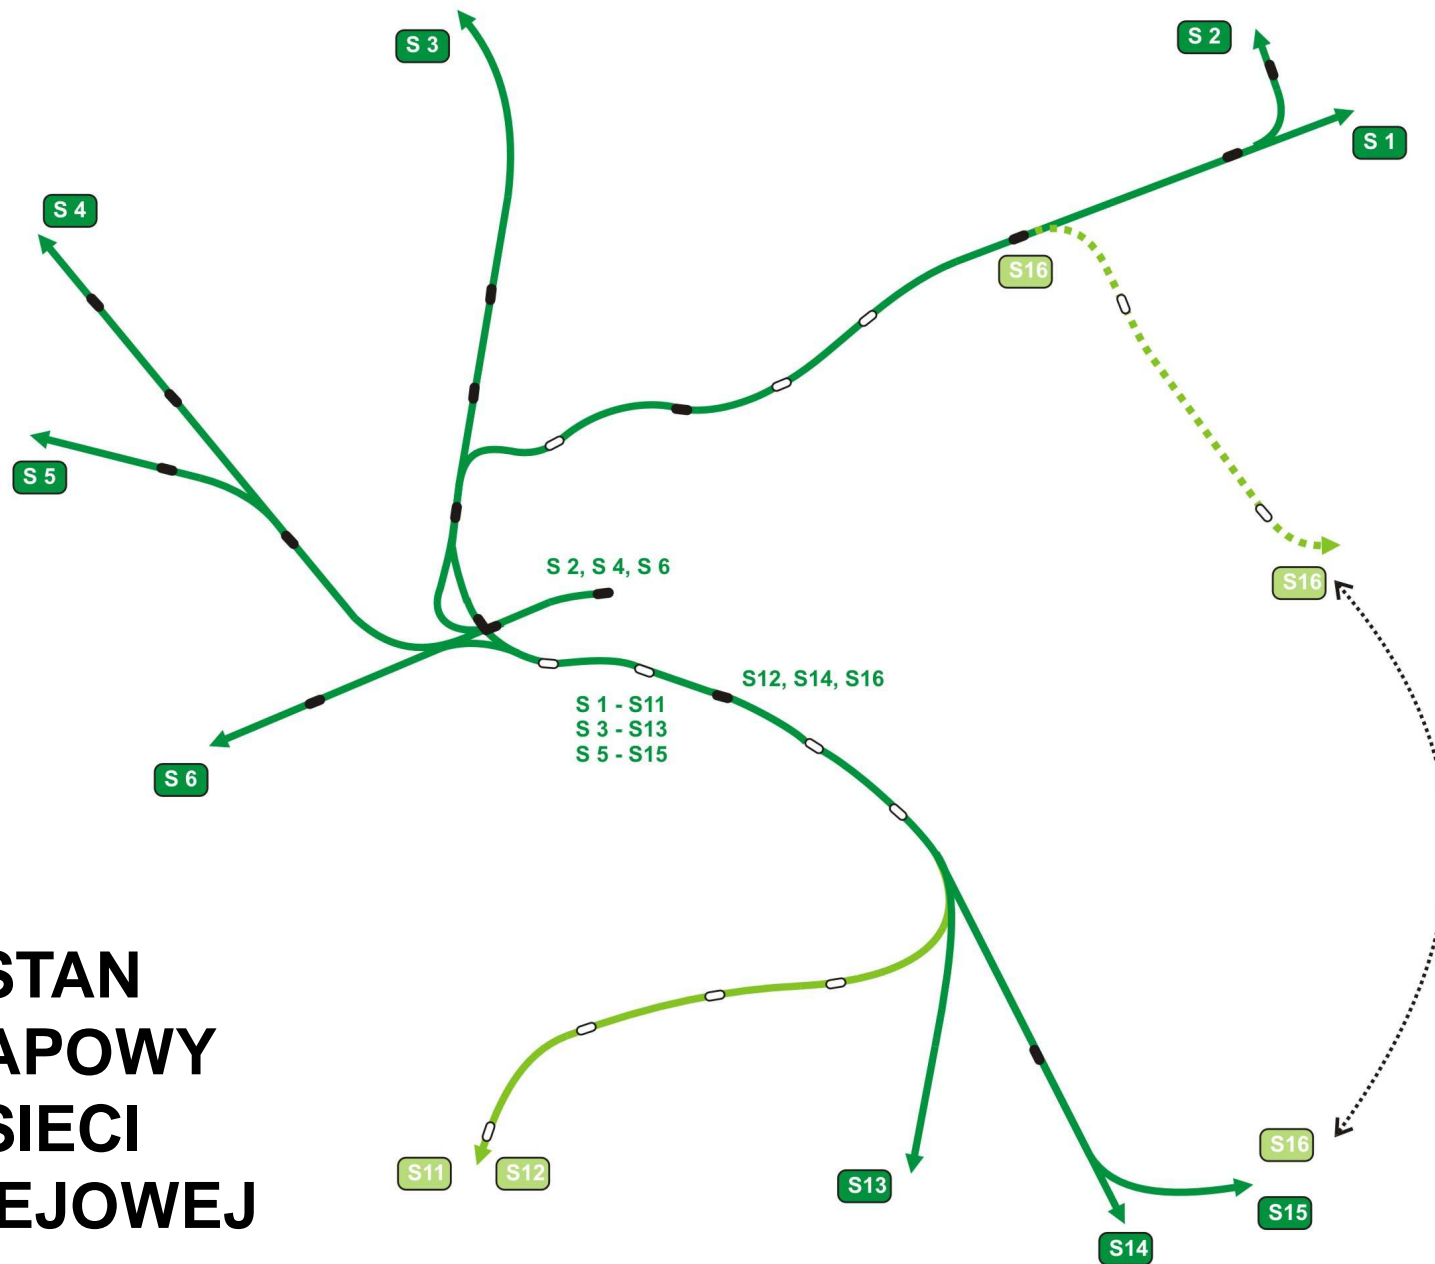 S 3
S 2
S 1
S 4
S16
S 5
S 2, S 4, S 6
S16
S12, S14, S16
S 1 - S11
S 3 - S13
S 5 - S15
S 6
STAN
APOWY
SIECI
EJOWEJ
S16
S11
S12
S13
S15
S14